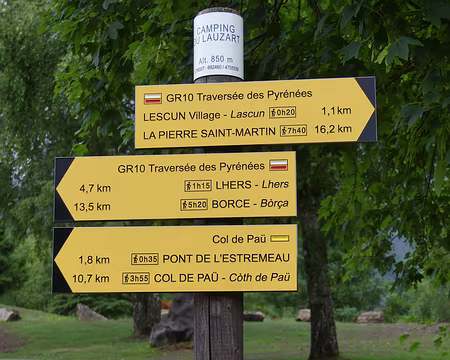 CAMPING
DU LAUZART
Alt. 850 m
GR10 Traversée des Pyrénées
LESCUN Village - Lascun 0h20 1,1 km
LA PIERRE SAINT-MARTIN 7h40 16,2 km
GR10 Traversée des Pyrénées
4,7 km 1h15 LHERS - Lhers
13,5 km 5h20 BORCE - Bòrça
Col de Paü
1,8 km 0h35 PONT DE L'ESTREMEAU
10,7 km 3h55 COL DE PAÜ - Còth de Paü